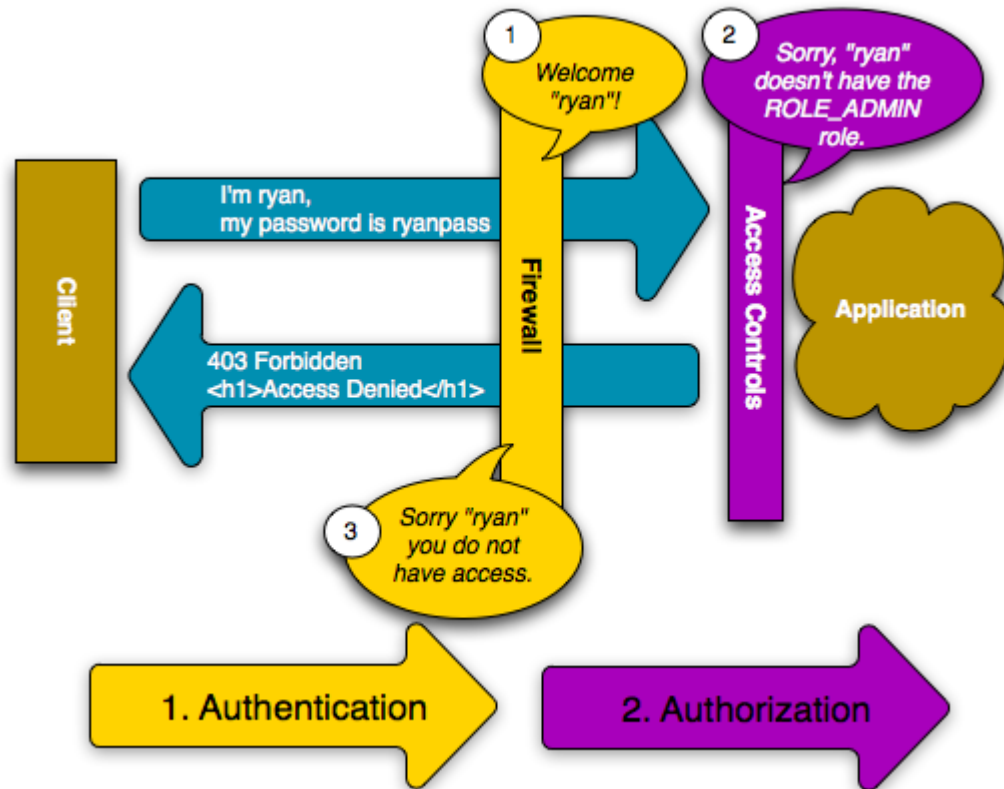 1
Welcome
"ryan"!
2
Sorry, "ryan"
doesn't have the
ROLE_ADMIN
role.
I'm ryan,
my password is ryanpass
Client
Firewall
Access Controls
Application
403 Forbidden
<h1>Access Denied</h1>
3
Sorry "ryan"
you do not
have access.
1. Authentication
2. Authorization